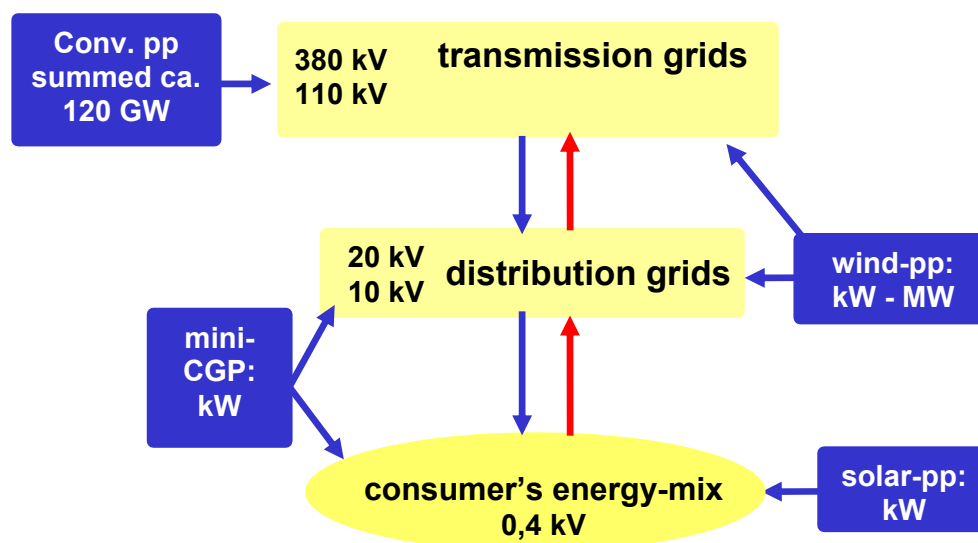 Conv. pp
summed ca.
120 GW
380 kV
110 kV
transmission grids
20 kV
10 kV
distribution grids
wind-pp:
kW - MW
mini-
CGP:
kW
consumer's energy-mix
0,4 kV
solar-pp:
kW